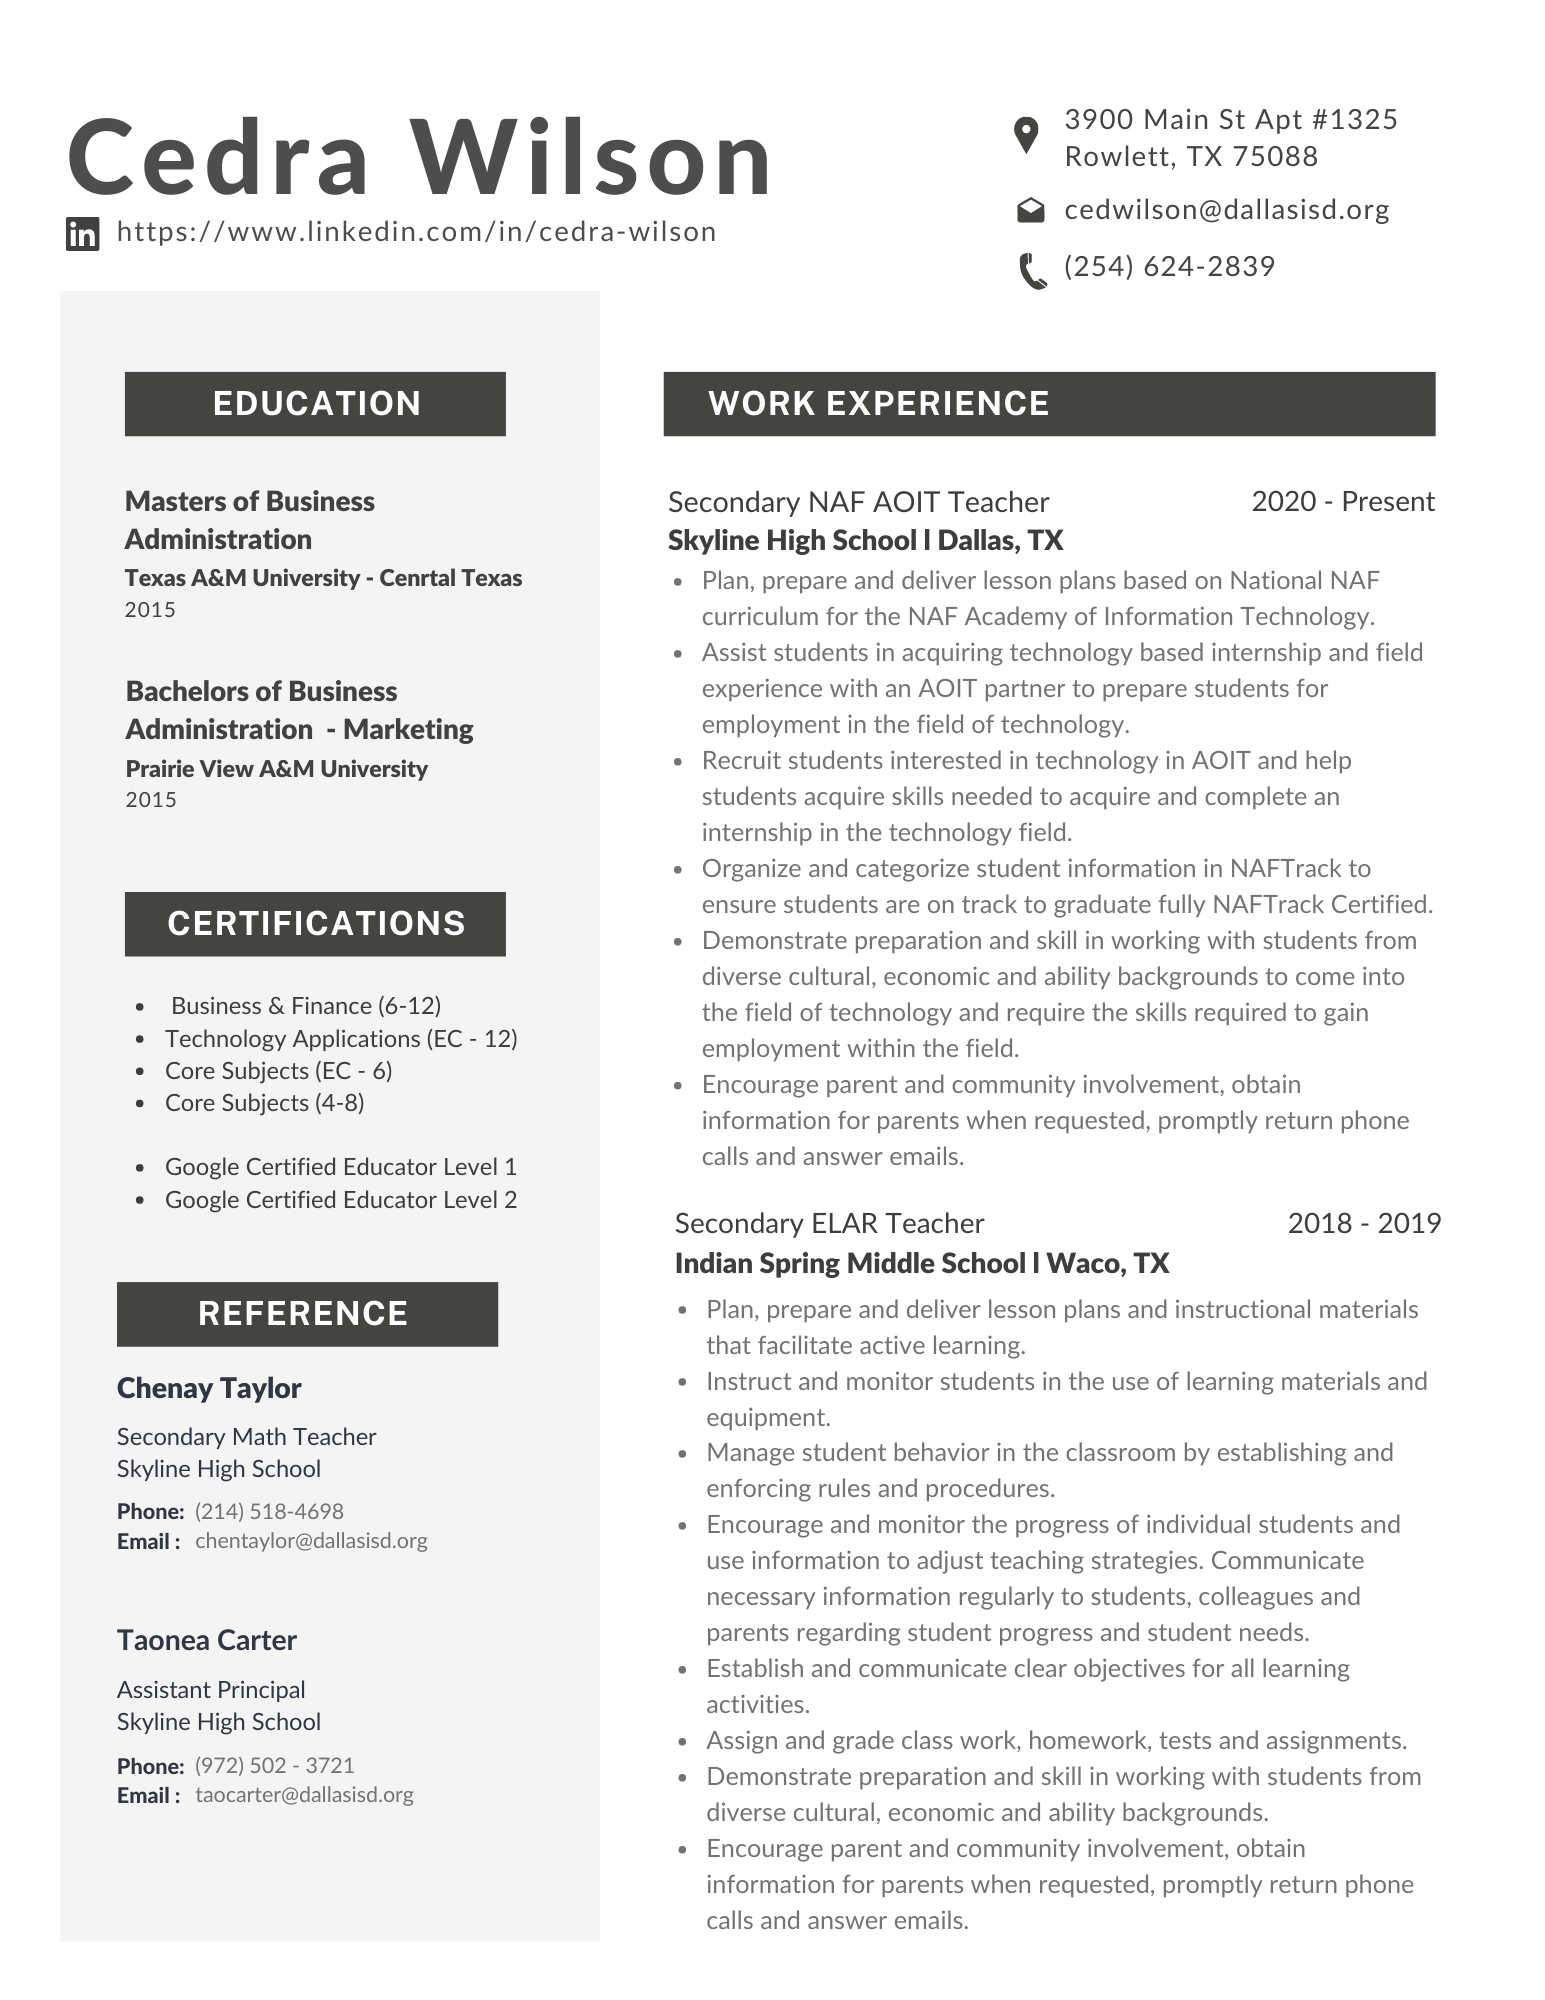 Cedra Wilson
https://www.linkedin.com/in/cedra-wilson
3900 Main St Apt #1325
Rowlett, TX 75088
cedwilson@dallasisd.org
(254) 624-2839
EDUCATION
Masters of Business
Administration
Texas A&M University - Cenrtal Texas
2015
Bachelors of Business
Administration - Marketing
Prairie View A&M University
2015
CERTIFICATIONS
• Business & Finance (6-12)
• Technology Applications (EC - 12)
• Core Subjects (EC - 6)
• Core Subjects (4-8)
• Google Certified Educator Level 1
• Google Certified Educator Level 2
REFERENCE
Chenay Taylor
Secondary Math Teacher
Skyline High School
Phone: (214) 518-4698
Email : chentaylor@dallasisd.org
Taonea Carter
Assistant Principal
Skyline High School
Phone: (972) 502 - 3721
Email : taocarter@dallasisd.org
WORK EXPERIENCE
Secondary NAF AOIT Teacher 2020 - Present
Skyline High School l Dallas, TX
• Plan, prepare and deliver lesson plans based on National NAF
curriculum for the NAF Academy of Information Technology.
• Assist students in acquiring technology based internship and field
experience with an AOIT partner to prepare students for
employment in the field of technology.
• Recruit students interested in technology in AOIT and help
students acquire skills needed to acquire and complete an
internship in the technology field.
• Organize and categorize student information in NAFTrack to
ensure students are on track to graduate fully NAFTrack Certified.
• Demonstrate preparation and skill in working with students from
diverse cultural, economic and ability backgrounds to come into
the field of technology and require the skills required to gain
employment within the field.
• Encourage parent and community involvement, obtain
information for parents when requested, promptly return phone
calls and answer emails.
Secondary ELAR Teacher 2018 - 2019
Indian Spring Middle School l Waco, TX
• Plan, prepare and deliver lesson plans and instructional materials
that facilitate active learning.
• Instruct and monitor students in the use of learning materials and
equipment.
• Manage student behavior in the classroom by establishing and
enforcing rules and procedures.
• Encourage and monitor the progress of individual students and
use information to adjust teaching strategies. Communicate
necessary information regularly to students, colleagues and
parents regarding student progress and student needs.
• Establish and communicate clear objectives for all learning
activities.
• Assign and grade class work, homework, tests and assignments.
• Demonstrate preparation and skill in working with students from
diverse cultural, economic and ability backgrounds.
• Encourage parent and community involvement, obtain
information for parents when requested, promptly return phone
calls and answer emails.